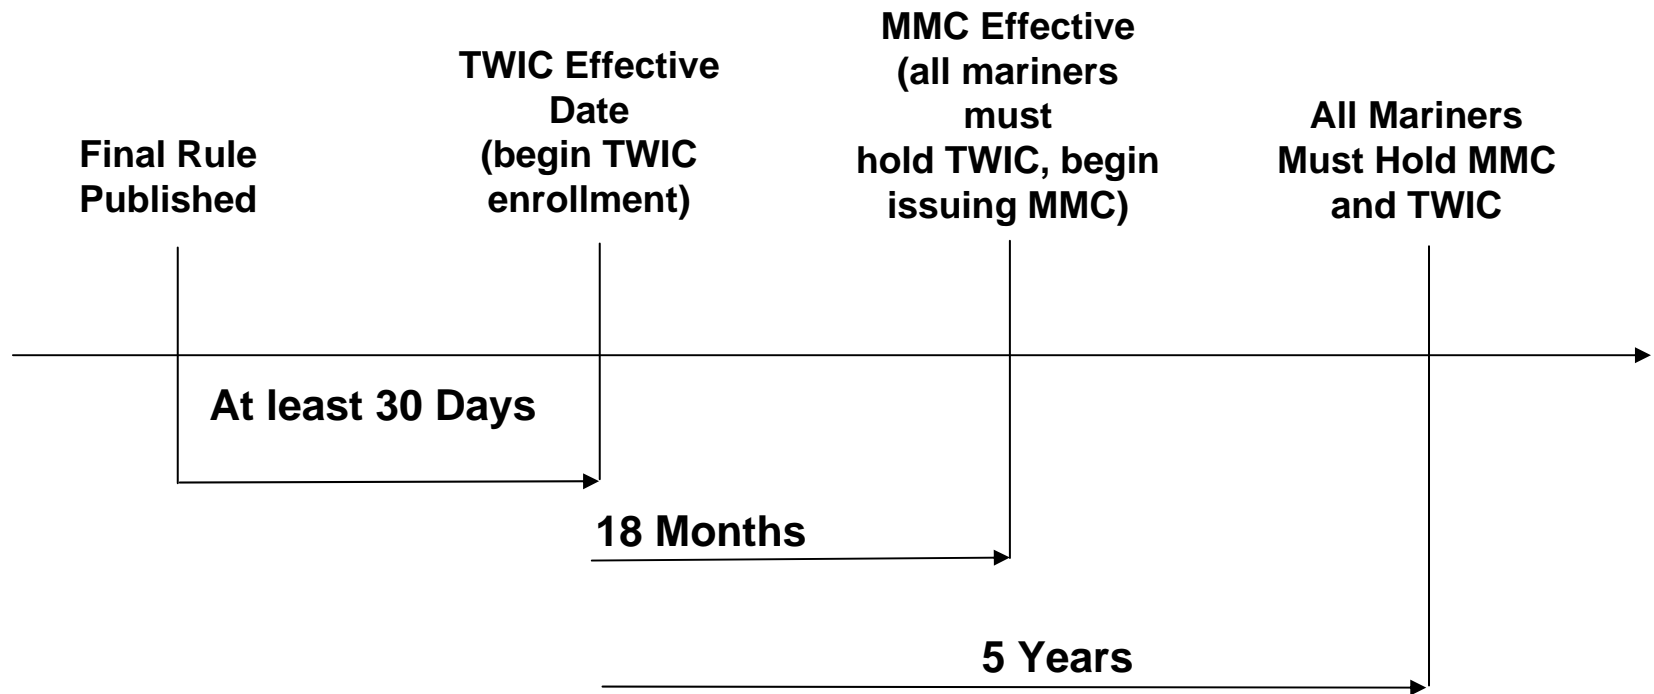 Final Rule
Published
TWIC Effective
Date
(begin TWIC
enrollment)
MMC Effective
(all mariners
must
hold TWIC, begin
issuing MMC)
All Mariners
Must Hold MMC
and TWIC
At least 30 Days
18 Months
5 Years